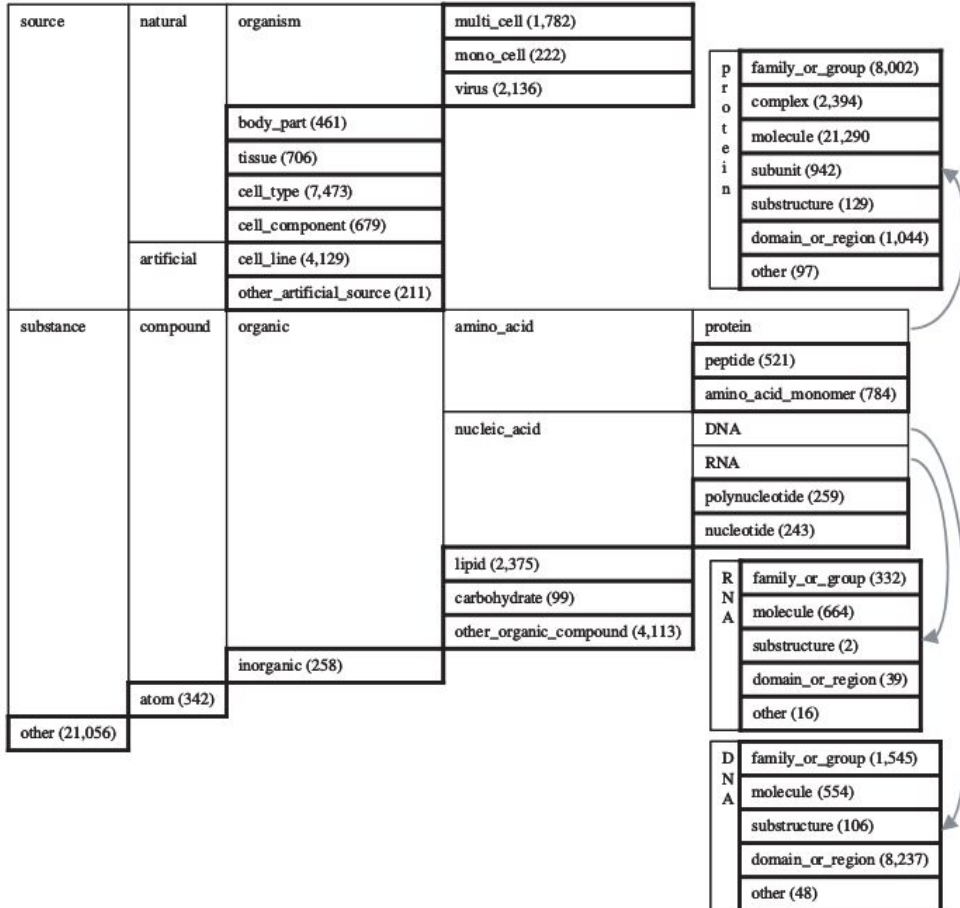 source natural organism multi_cell (1,782)
mono_cell (222)
virus (2,136)
body_part (461)
tissue (706)
cell_type (7,473)
cell_component (679)
artificial cell_line (4,129)
other_artificial_source (211)
protein
family_or_group (8,002)
complex (2,394)
molecule (21,290
subunit (942)
substructure (129)
domain_or_region (1,044)
other (97)
substance compound organic amino_acid protein
peptide (521)
amino_acid_monomer (784)
nucleic_acid DNA
RNA
polynucleotide (259)
nucleotide (243)
lipid (2,375)
carbohydrate (99)
other_organic_compound (4,113)
inorganic (258)
atom (342)
other (21,056)
RNA
family_or_group (332)
molecule (664)
substructure (2)
domain_or_region (39)
other (16)
DNA
family_or_group (1,545)
molecule (554)
substructure (106)
domain_or_region (8,237)
other (48)